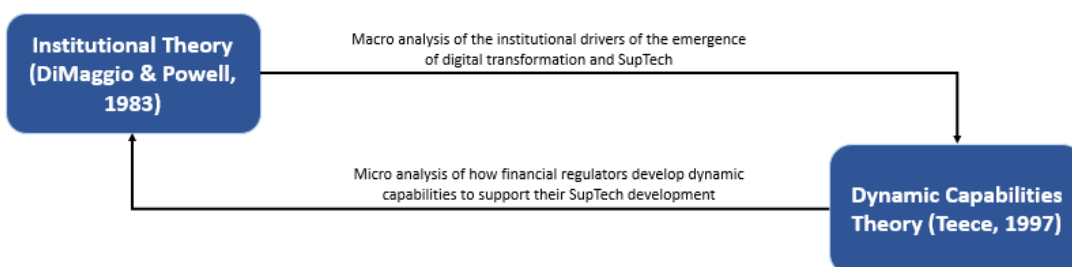 Institutional Theory
(DiMaggio & Powell,
1983)
Macro analysis of the institutional drivers of the emergence
of digital transformation and SupTech
Micro analysis of how financial regulators develop dynamic
capabilities to support their SupTech development
Dynamic Capabilities
Theory (Teece, 1997)